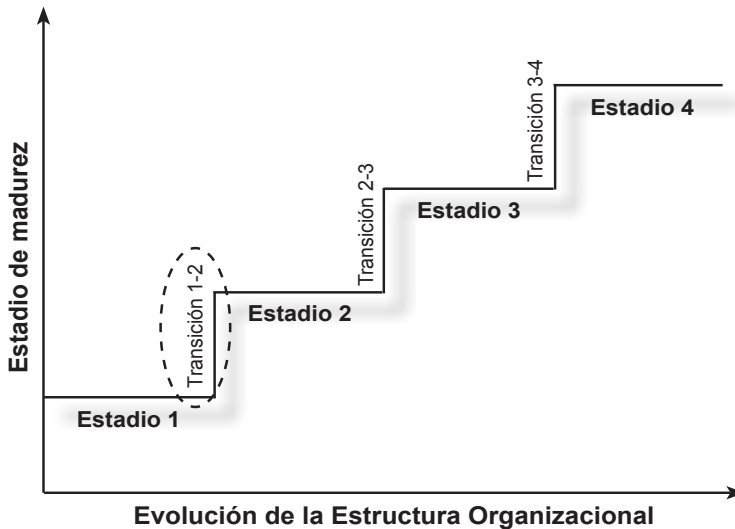 Estadio de madurez
Transición 3-4
Estadio 4
Transición 2-3
Estadio 3
Transición 1-2
Estadio 2
Estadio 1
Evolución de la Estructura Organizacional